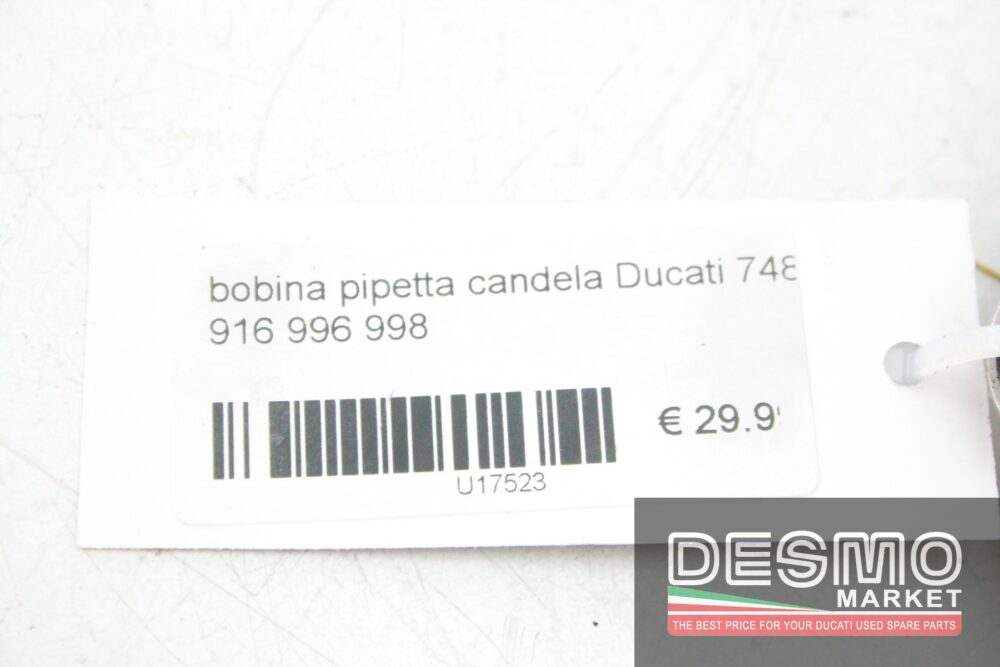 bobina pipetta candela Ducati 748
916 996 998
€ 29.9
U17523
DESMO
MARKET
THE BEST PRICE FOR YOUR DUCATI USED SPARE PARTS